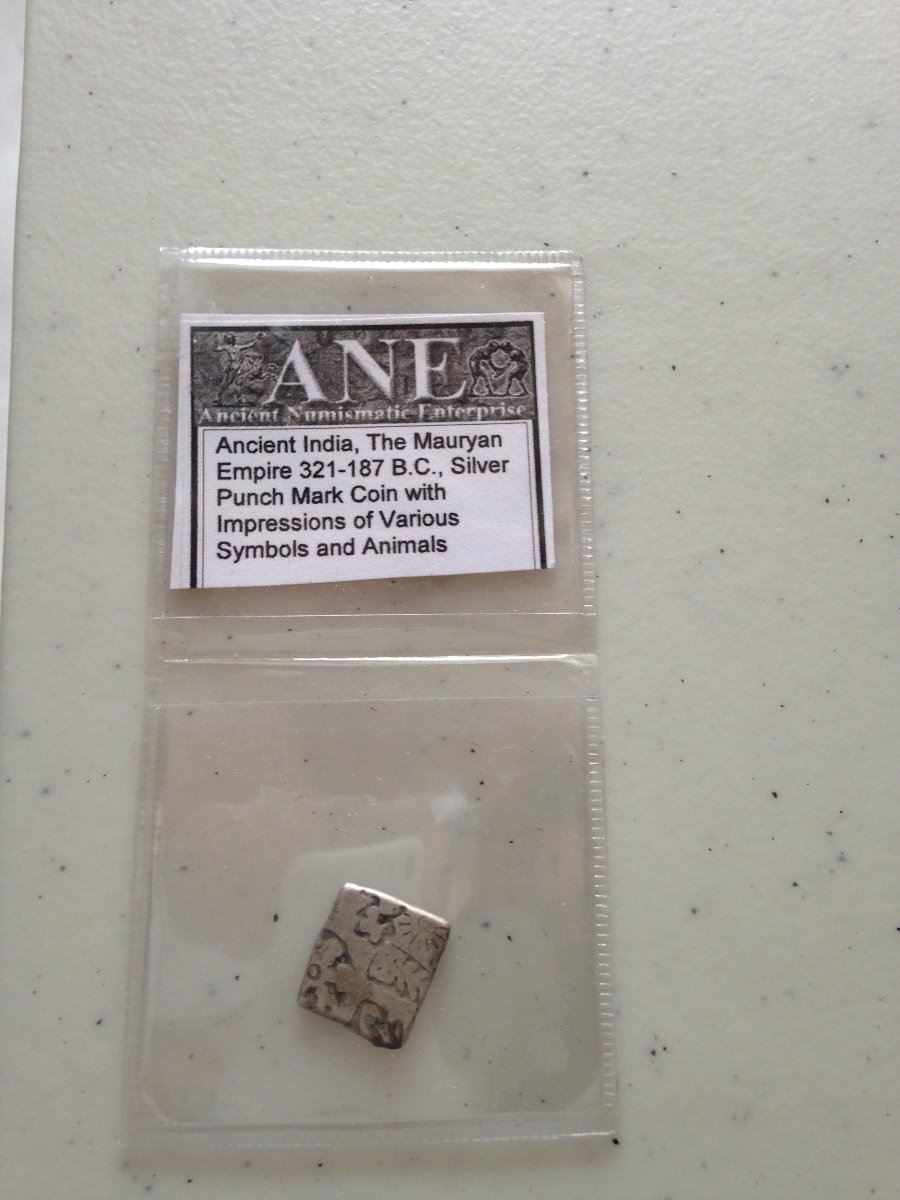 ANE
Ancient Numismatic Enterprise
Ancient India, The Mauryan
Empire 321-187 B.C., Silver
Punch Mark Coin with
Impressions of Various
Symbols and Animals